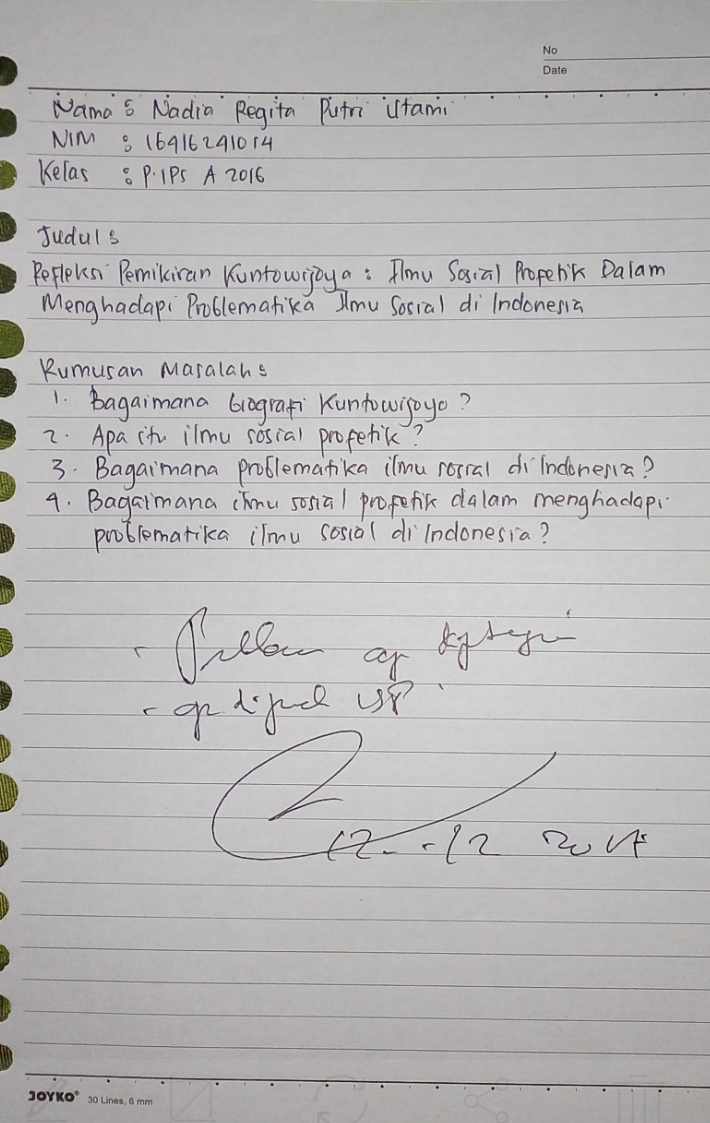 No
Date
Nama : Nadia Regita Putri Utami
NIM : 16416241014
Kelas : P.IPS A 2016
Judul :
Refleksi Pemikiran Kuntowijoyo : Ilmu Sosial Profetik Dalam
Menghadapi Problematika Ilmu Sosial di Indonesia
Rumusan Masalah :
1. Bagaimana biografi Kuntowijoyo ?
2. Apa itu ilmu sosial profetik ?
3. Bagaimana problematika ilmu sosial di Indonesia ?
4. Bagaimana ilmu sosial profetik dalam menghadapi
problematika ilmu sosial di Indonesia ?
12 - 12 2017
JOYKO® 30 Lines, 6 mm